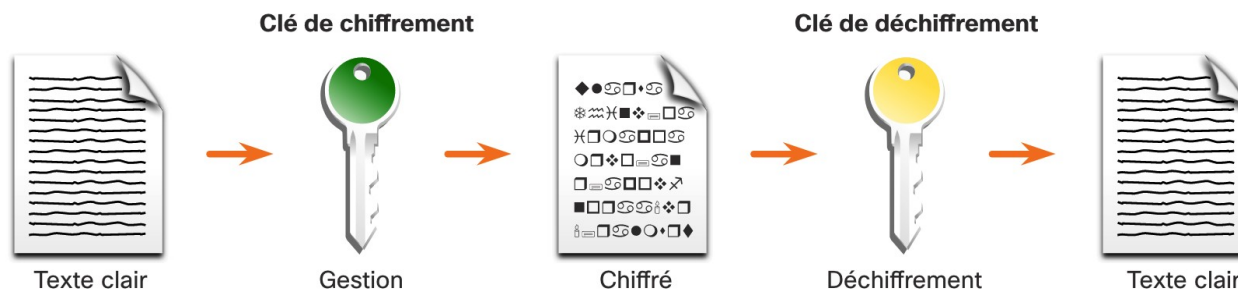 Clé de chiffrement
Clé de déchiffrement
Texte clair
Gestion
Chiffré
Déchiffrement
Texte clair